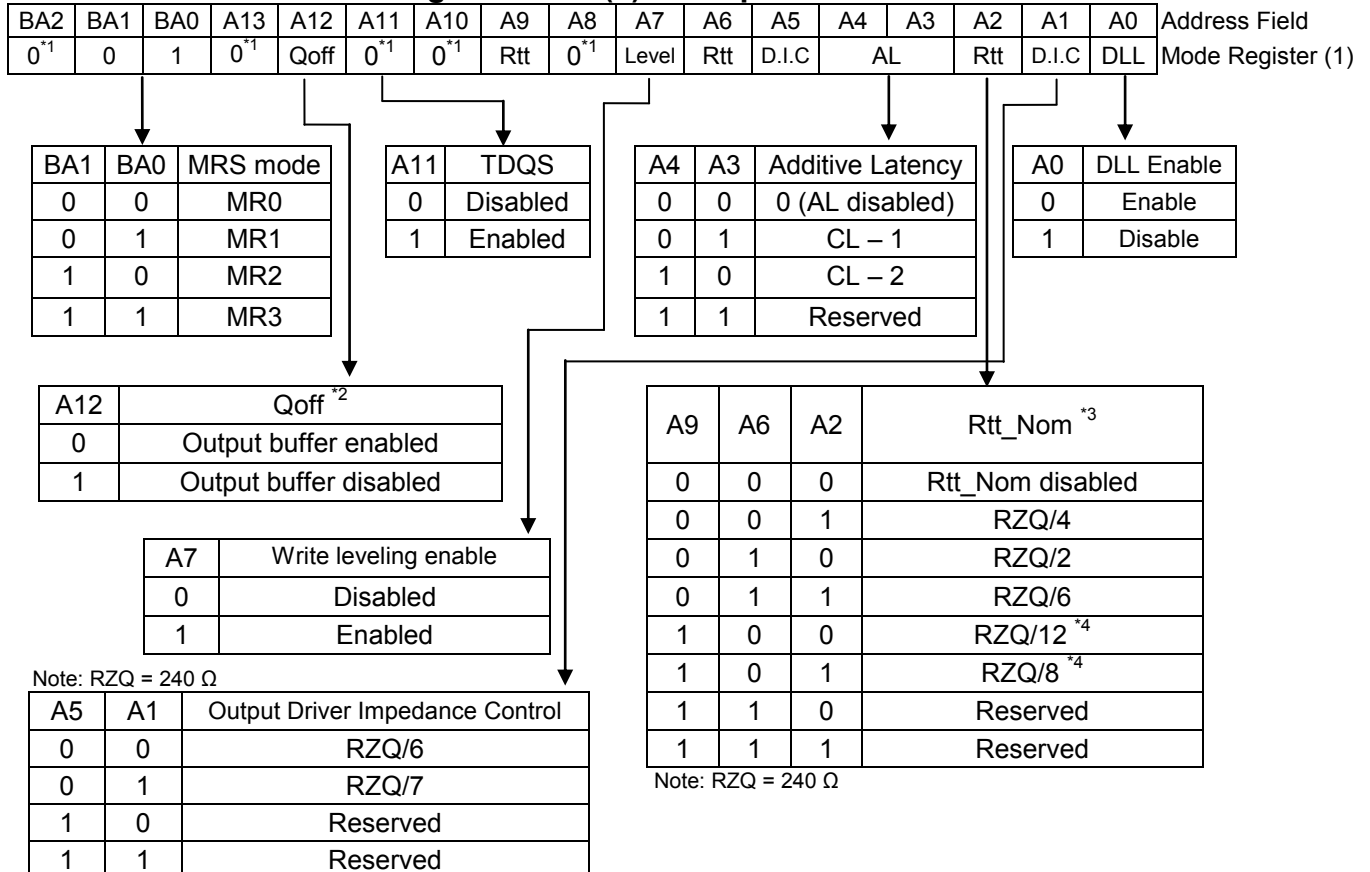 BA2 BA1 BA0 A13 A12 A11 A10 A9 A8 A7 A6 A5 A4 A3 A2 A1 A0 Address Field
0*1 0 1 0*1 Qoff 0*1 0*1 Rtt 0*1 Level Rtt D.I.C AL Rtt D.I.C DLL Mode Register (1)
BA1 BA0 MRS mode
0 0 MR0
0 1 MR1
1 0 MR2
1 1 MR3
A11 TDQS
0 Disabled
1 Enabled
A4 A3 Additive Latency
0 0 0 (AL disabled)
0 1 CL – 1
1 0 CL – 2
1 1 Reserved
A0 DLL Enable
0 Enable
1 Disable
A12 Qoff *2
0 Output buffer enabled
1 Output buffer disabled
A9 A6 A2 Rtt_Nom *3
0 0 0 Rtt_Nom disabled
0 0 1 RZQ/4
0 1 0 RZQ/2
0 1 1 RZQ/6
1 0 0 RZQ/12 *4
1 0 1 RZQ/8 *4
1 1 0 Reserved
1 1 1 Reserved
Note: RZQ = 240 Ω
A7 Write leveling enable
0 Disabled
1 Enabled
Note: RZQ = 240 Ω
A5 A1 Output Driver Impedance Control
0 0 RZQ/6
0 1 RZQ/7
1 0 Reserved
1 1 Reserved